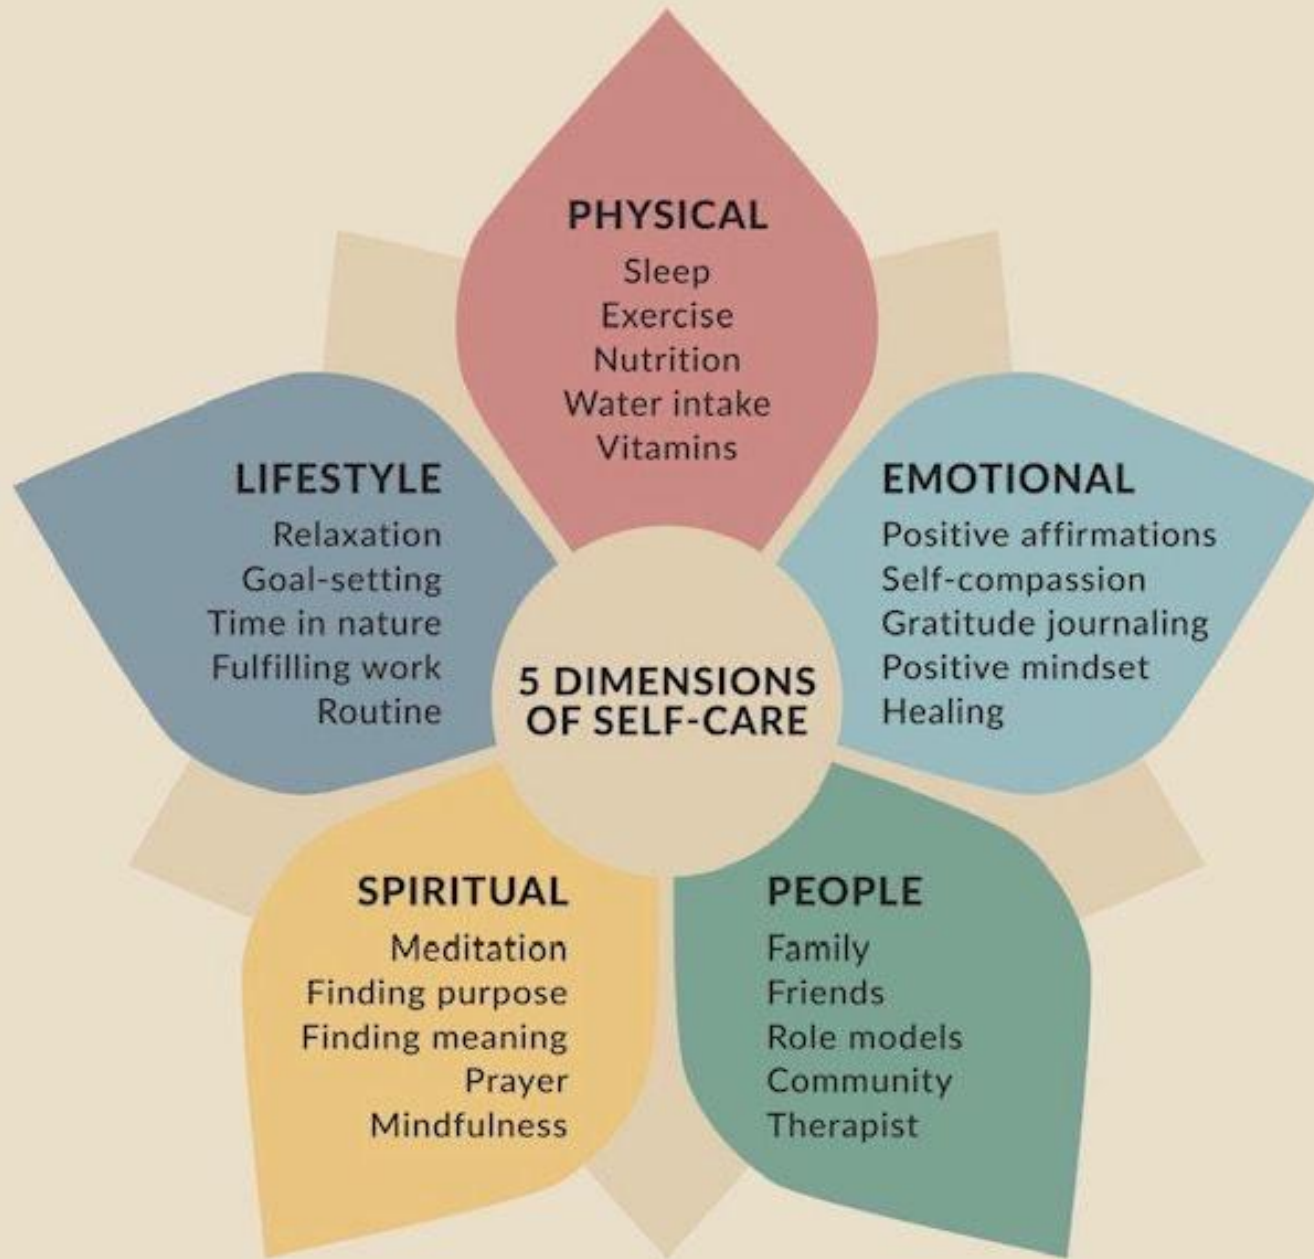 PHYSICAL
Sleep
Exercise
Nutrition
Water intake
Vitamins
LIFESTYLE
Relaxation
Goal-setting
Time in nature
Fulfilling work
Routine
EMOTIONAL
Positive affirmations
Self-compassion
Gratitude journaling
Positive mindset
Healing
5 DIMENSIONS
OF SELF-CARE
SPIRITUAL
Meditation
Finding purpose
Finding meaning
Prayer
Mindfulness
PEOPLE
Family
Friends
Role models
Community
Therapist